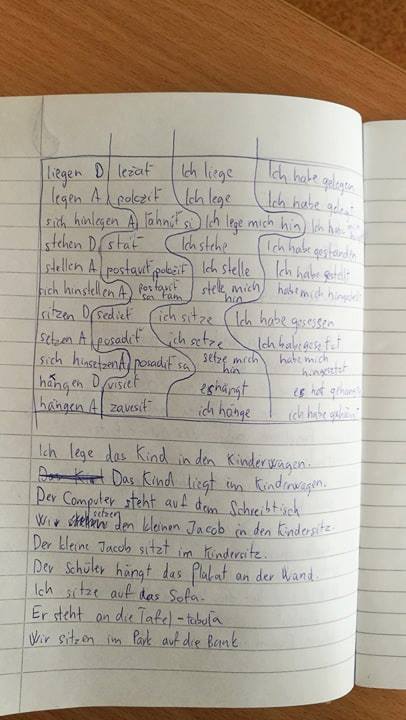 liegen D ležať Ich liege Ich habe gelegen
legen A položiť Ich lege Ich habe gelegt
sich hinlegen A ľahnúť si Ich lege mich hin Ich habe
stehen D stáť Ich stehe Ich habe gestanden
stellen A postaviť položiť Ich stelle Ich habe gestellt
sich hinstellen A postaviť sa tam stelle mich hin habe mich hingestellt
sitzen D sedieť ich sitze Ich habe gesessen
setzen A posadiť ich setze Ich habe gesetzt
sich hinsetzen A posadiť sa setze mich hin habe mich hingesetzt
hängen D visieť es hängt es hat gehangen
hängen A zavesiť ich hänge ich habe gehängt
Ich lege das Kind in den Kinderwagen.
Das Kind Das Kind liegt im Kinderwagen.
Der Computer steht auf dem Schreibtisch
Wir setzen den kleinen Jacob in den Kindersitz.
Der kleine Jacob sitzt im Kindersitz.
Der Schüler hängt das Plakat an der Wand.
Ich sitze auf das Sofa.
Er steht an die Tafel - tabuľa
Wir sitzen im Park auf die Bank.